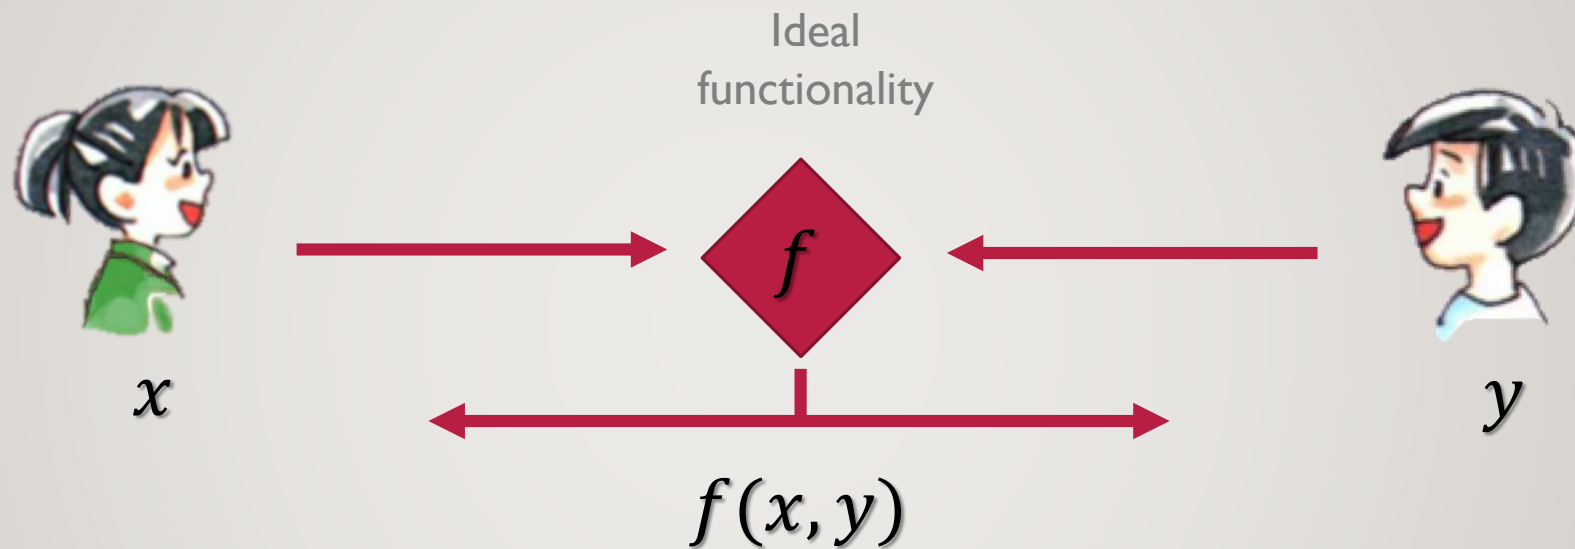 Ideal
functionality
f
x
y
f(x, y)